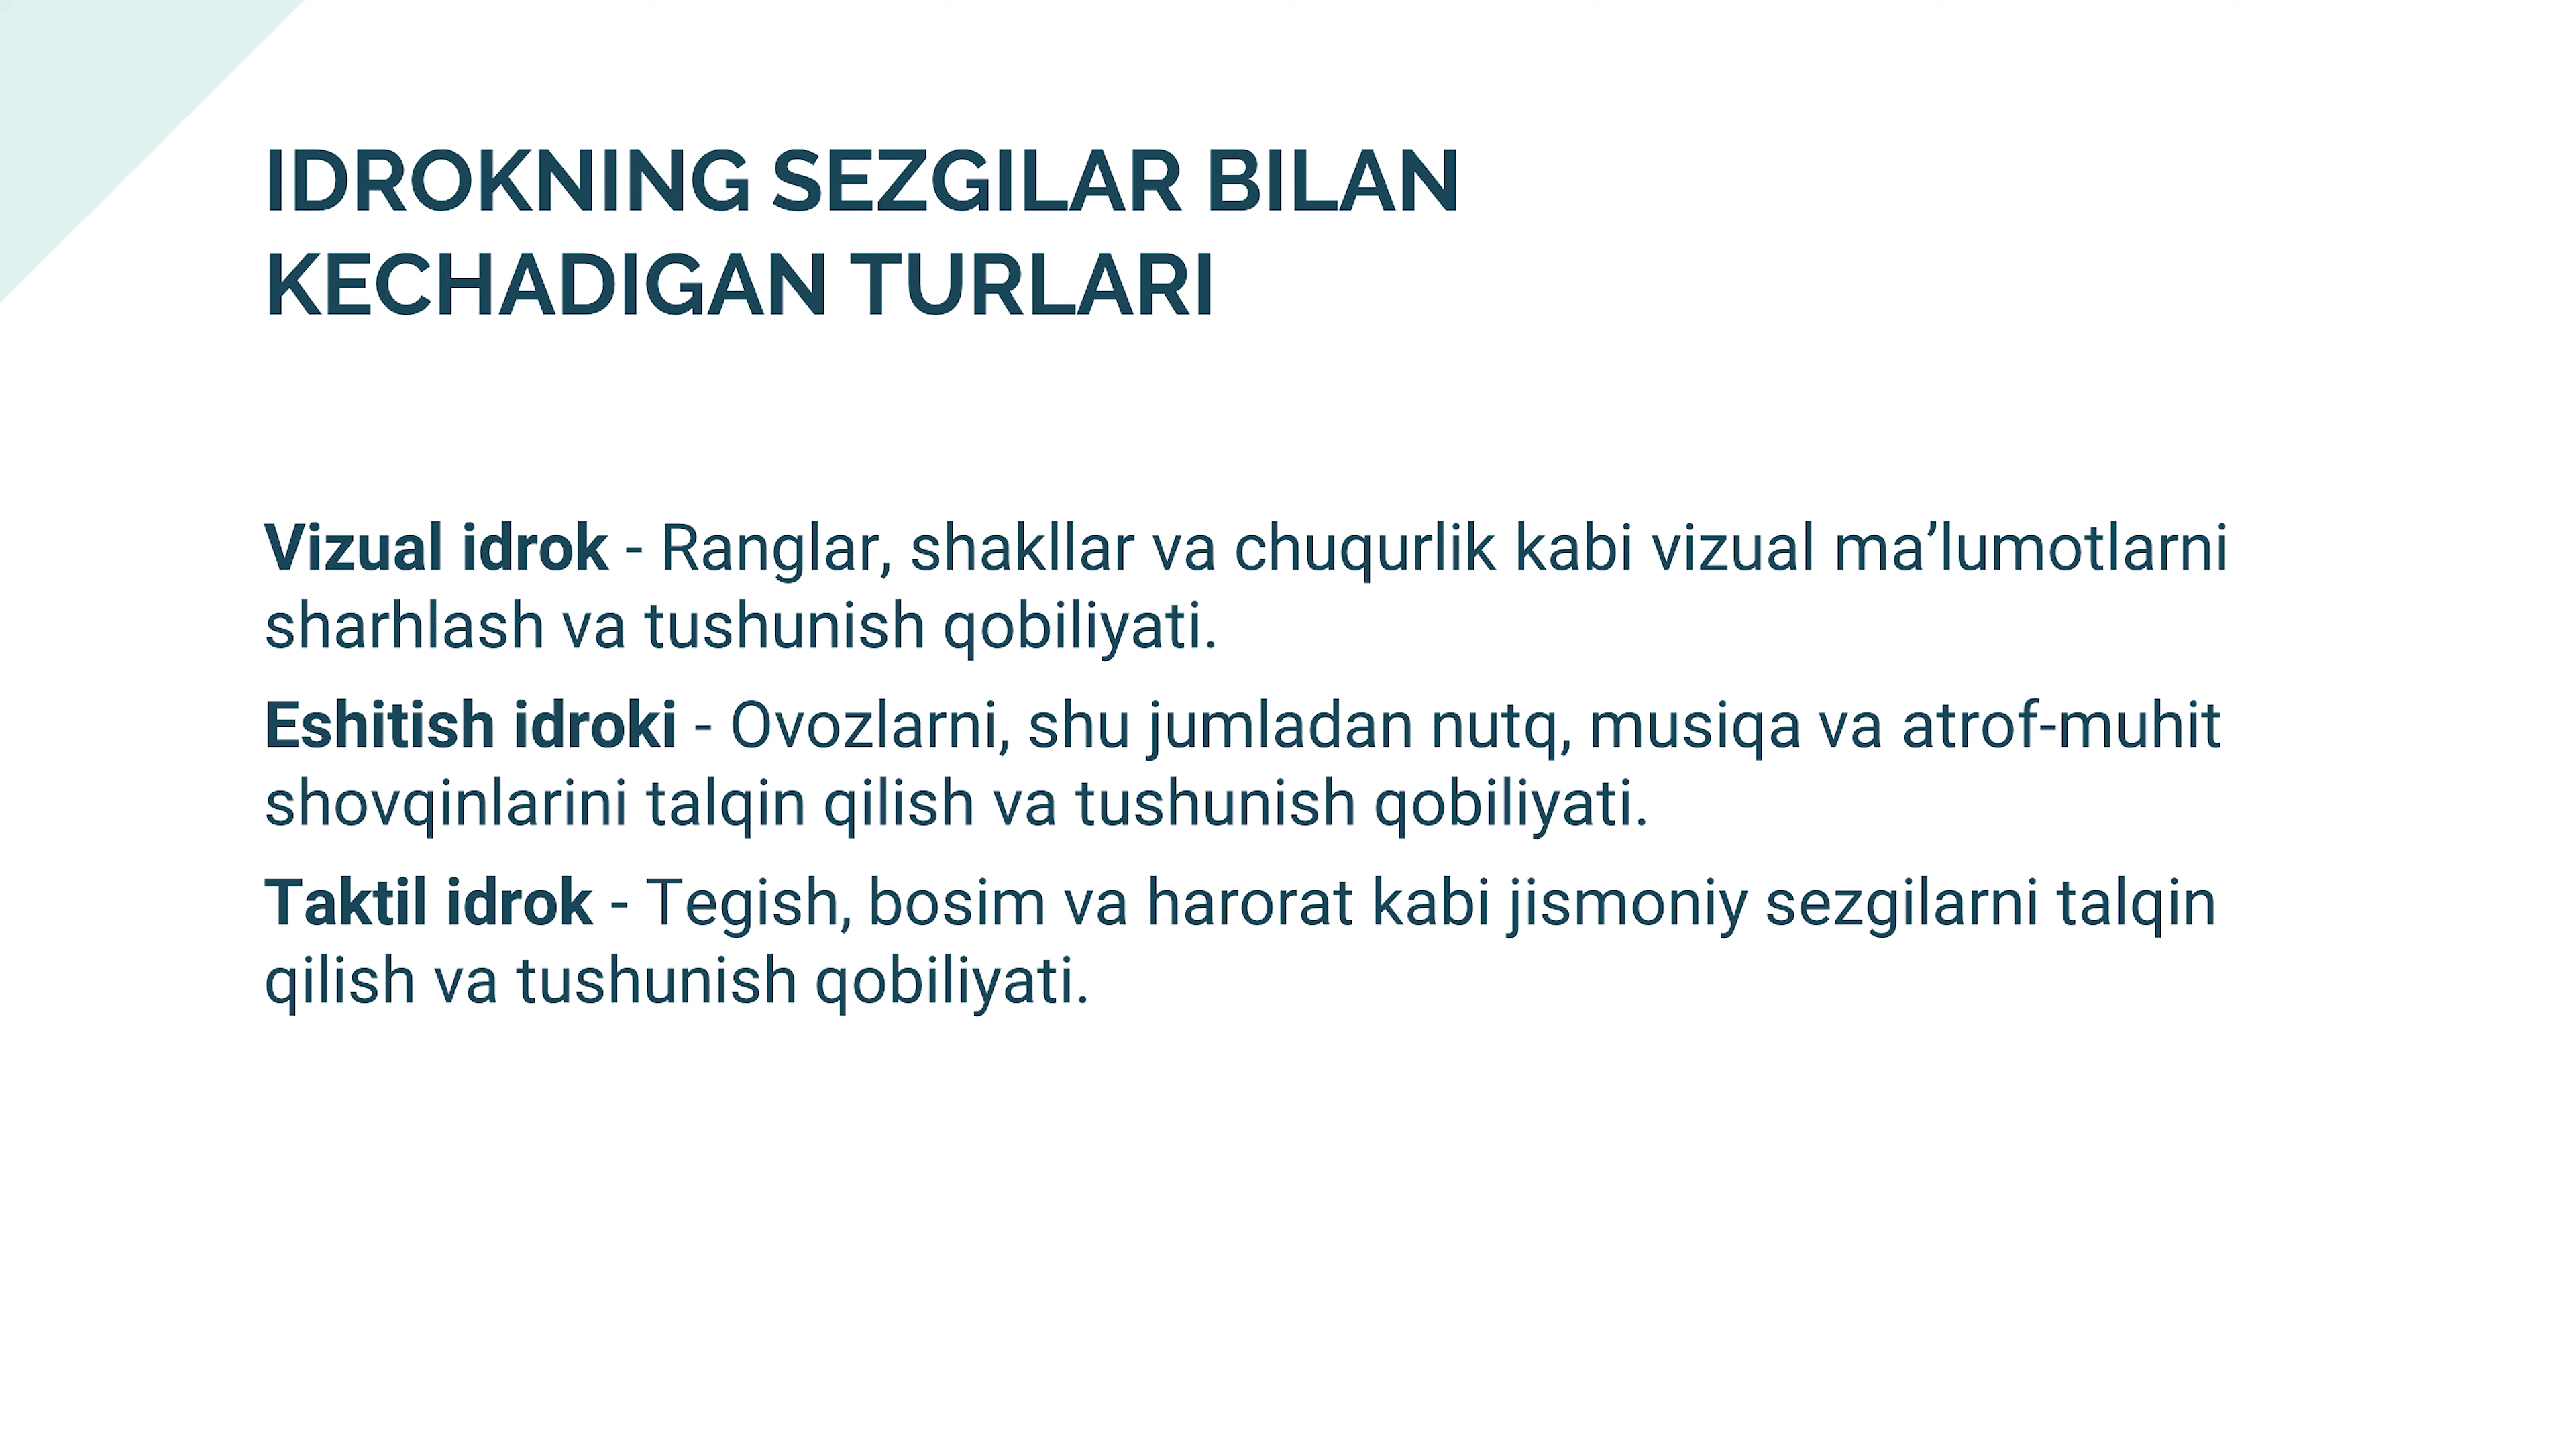 IDROKNING SEZGILAR BILAN
KECHADIGAN TURLARI
Vizual idrok - Ranglar, shakllar va chuqurlik kabi vizual ma’lumotlarni
sharhlash va tushunish qobiliyati.
Eshitish idroki - Ovozlarni, shu jumladan nutq, musiqa va atrof-muhit
shovqinlarini talqin qilish va tushunish qobiliyati.
Taktil idrok - Tegish, bosim va harorat kabi jismoniy sezgilarni talqin
qilish va tushunish qobiliyati.